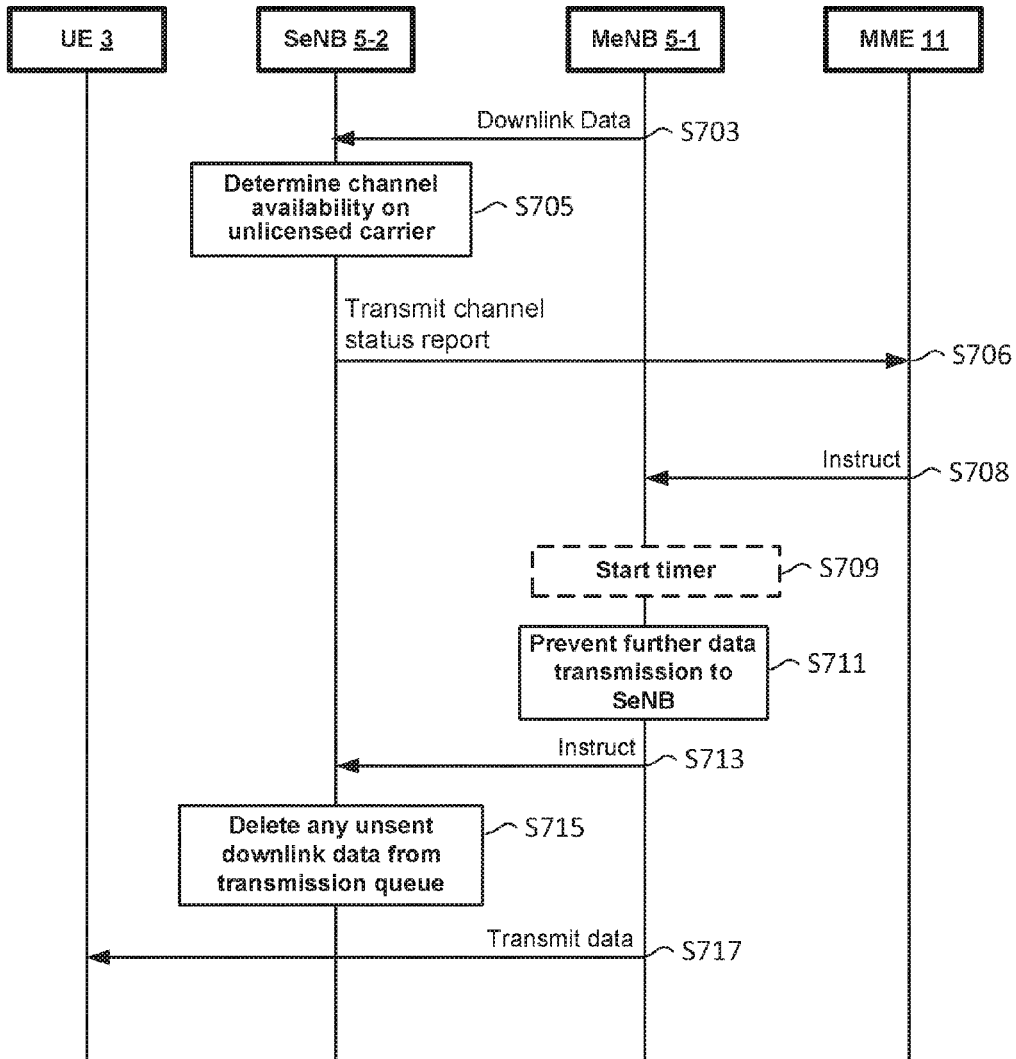 UE 3
SeNB 5-2
MeNB 5-1
MME 11
Downlink Data
S703
Determine channel
availability on
unlicensed carrier
S705
Transmit channel
status report
S706
Instruct
S708
Start timer
S709
Prevent further data
transmission to
SeNB
S711
Instruct
S713
Delete any unsent
downlink data from
transmission queue
S715
Transmit data
S717